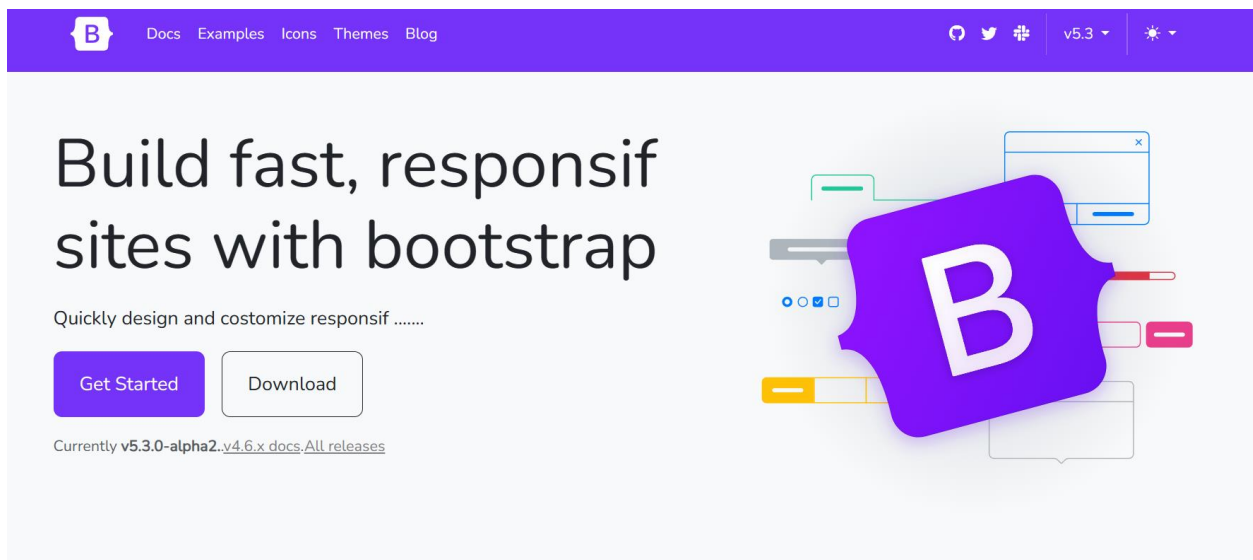 B Docs Examples Icons Themes Blog v5.3
Build fast, responsif
sites with bootstrap
Quickly design and costomize responsif .......
Get Started Download
Currently v5.3.0-alpha2..v4.6.x docs.All releases
B